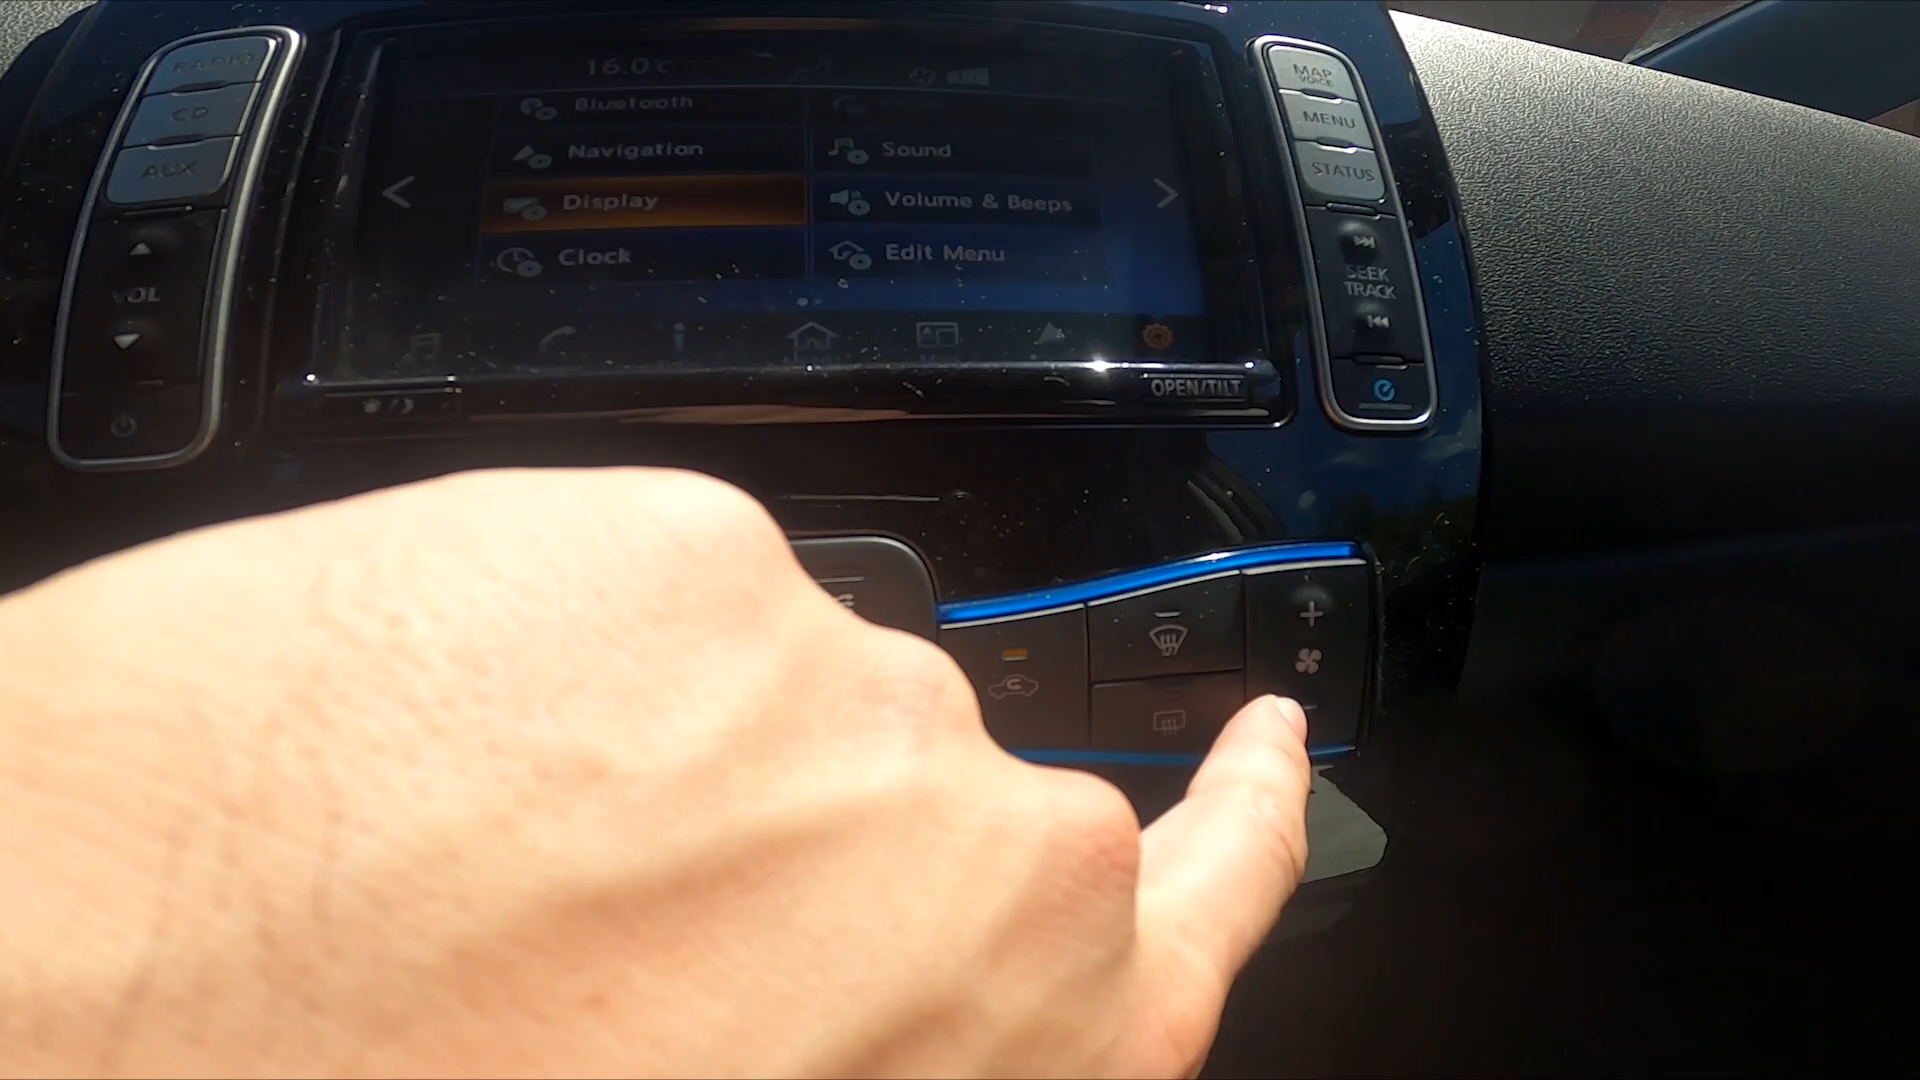 RADIO
CD
AUX
VOL
16.0°C
Bluetooth
Navigation
Sound
Display
Volume & Beeps
Clock
Edit Menu
OPEN/TILT
MAP
VOICE
MENU
STATUS
SEEK
TRACK